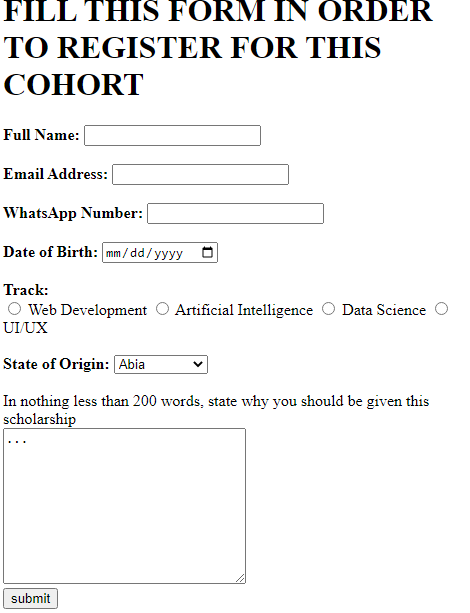 FILL THIS FORM IN ORDER
TO REGISTER FOR THIS
COHORT
Full Name:
Email Address:
WhatsApp Number:
Date of Birth: mm/dd/yyyy
Track:
Web Development Artificial Intelligence Data Science
UI/UX
State of Origin: Abia
In nothing less than 200 words, state why you should be given this
scholarship
...
submit